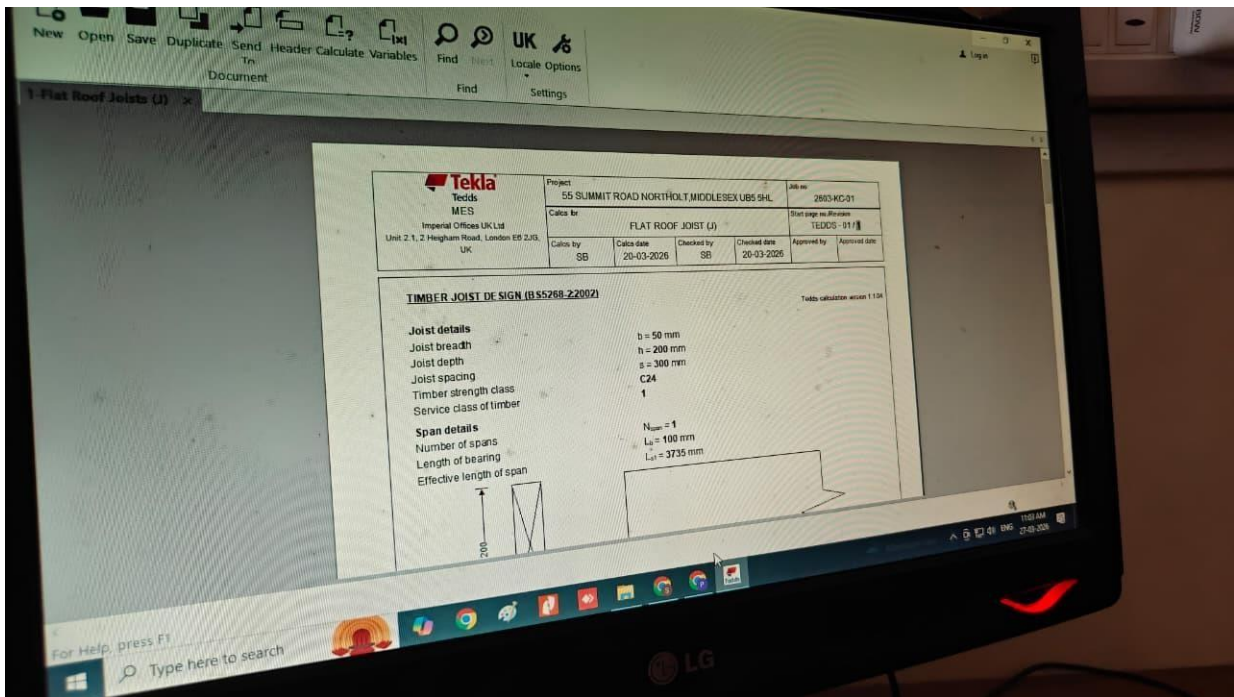 New Open Save Duplicate Send To Header Calculate Variables Find Next UK Locale Options
Document Find Settings
Log in
1-Flat Roof Joists (J) ×
Tekla
Tedds
MES
Imperial Offices UK Ltd
Unit 2.1, 2 Heigham Road, London E6 2JG,
UK
Project
55 SUMMIT ROAD NORTHOLT,MIDDLESEX UB5 5HL
Job no.
2603-KC-01
Calcs for
FLAT ROOF JOIST (J)
Start page no./Revision
TEDDS - 01 /
Calcs by
SB
Calcs date
20-03-2026
Checked by
SB
Checked date
20-03-2026
Approved by
Approved date
TIMBER JOIST DESIGN (BS5268-2:2002)
Tedds calculation version 1.1.04
Joist details
Joist breadth b = 50 mm
Joist depth h = 200 mm
Joist spacing s = 300 mm
Timber strength class C24
Service class of timber 1
Span details
Number of spans Nspan = 1
Length of bearing Lb = 100 mm
Effective length of span Ls1 = 3735 mm
200
For Help, press F1
Type here to search
Tedds
ENG
11:03 AM
27-03-2026
LG